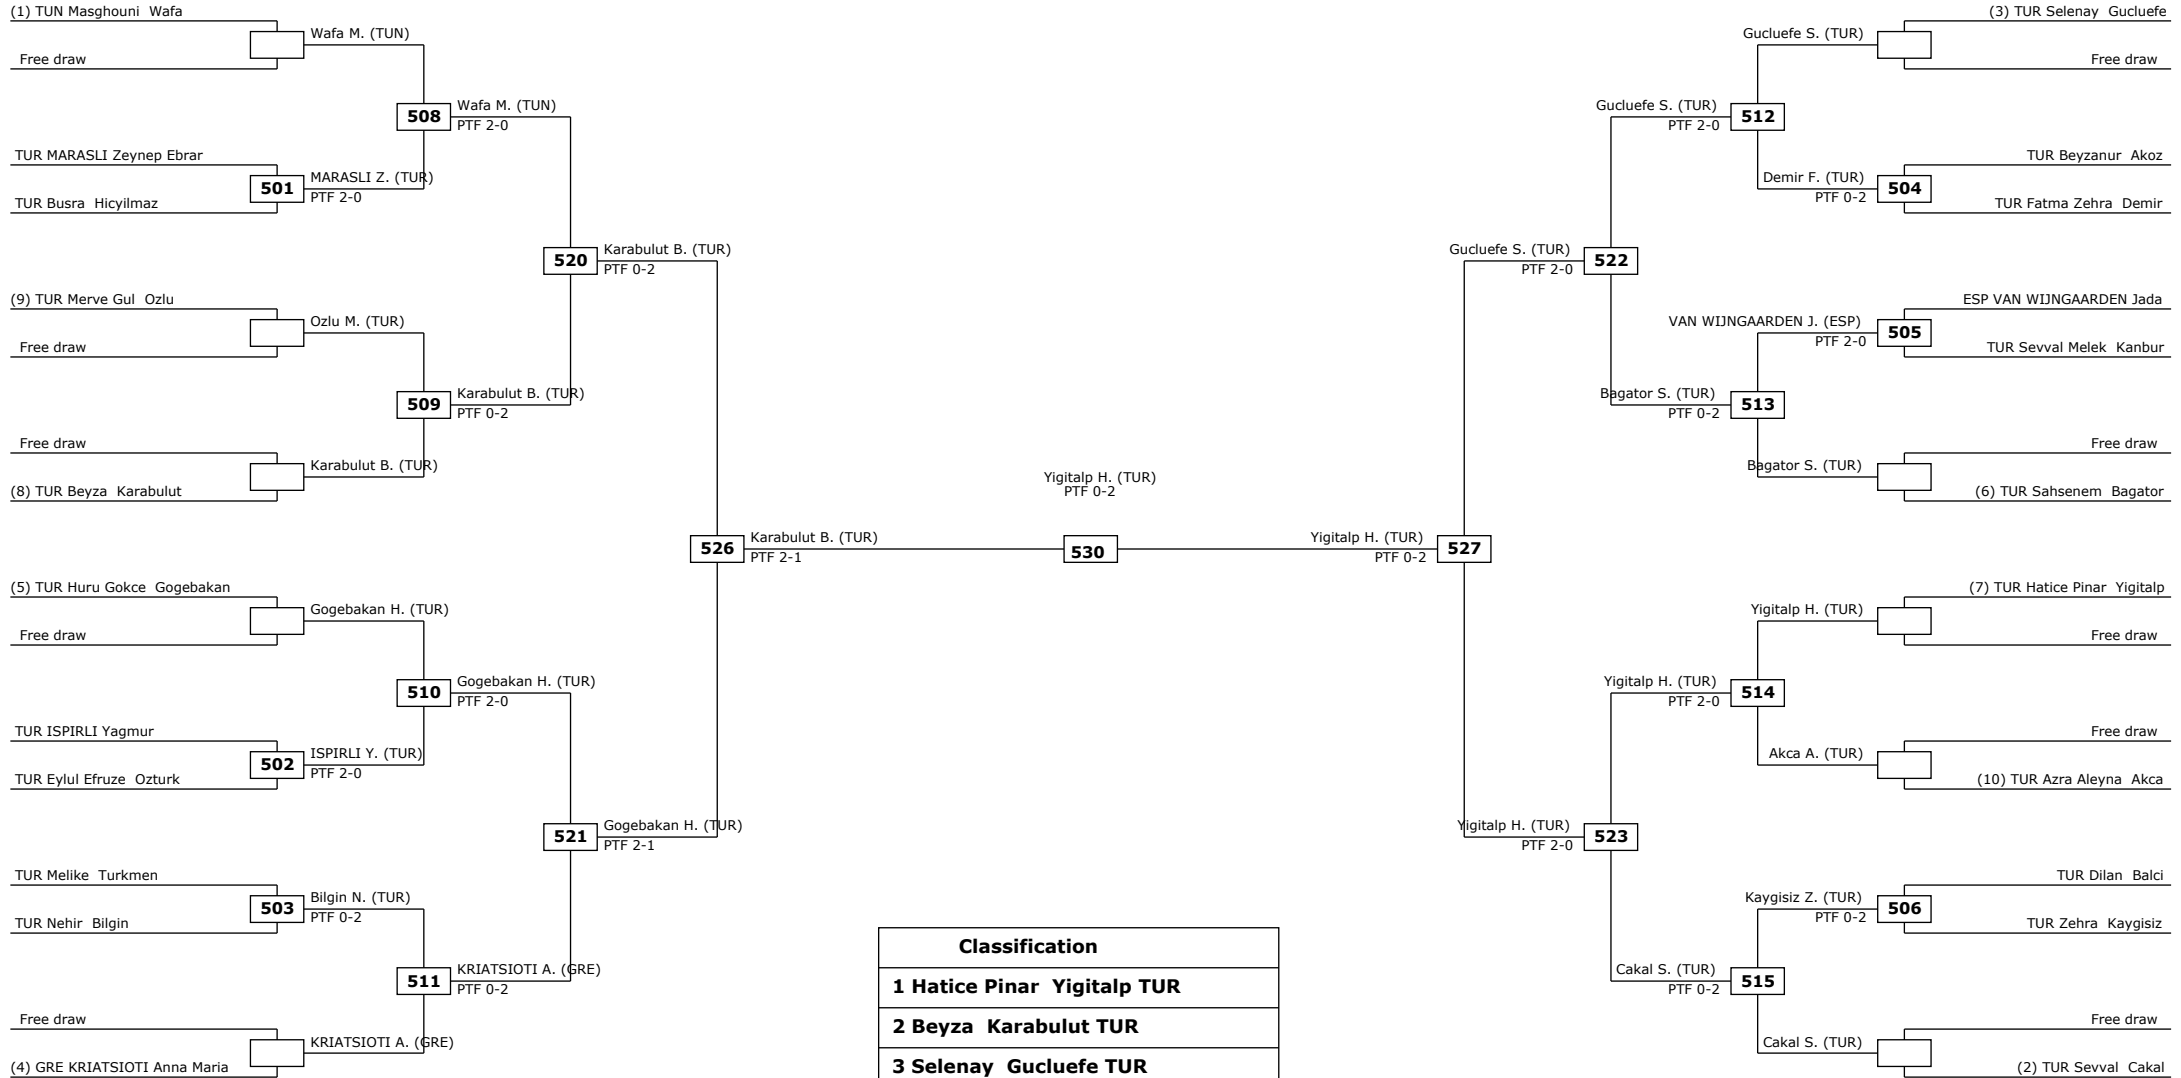 (1) TUN Masghouni  Wafa
Wafa M. (TUN)
Free draw
508
Wafa M. (TUN)
PTF 2-0
TUR MARASLI Zeynep Ebrar
501
MARASLI Z. (TUR)
PTF 2-0
TUR Busra  Hicyilmaz
520
Karabulut B. (TUR)
PTF 0-2
(9) TUR Merve Gul  Ozlu
Ozlu M. (TUR)
Free draw
509
Karabulut B. (TUR)
PTF 0-2
Free draw
Karabulut B. (TUR)
(8) TUR Beyza  Karabulut
526
Karabulut B. (TUR)
PTF 2-1
(5) TUR Huru Gokce  Gogebakan
Gogebakan H. (TUR)
Free draw
510
Gogebakan H. (TUR)
PTF 2-0
TUR ISPIRLI Yagmur
502
ISPIRLI Y. (TUR)
PTF 2-0
TUR Eylul Efruze  Ozturk
521
Gogebakan H. (TUR)
PTF 2-1
TUR Melike  Turkmen
503
Bilgin N. (TUR)
PTF 0-2
TUR Nehir  Bilgin
511
KRIATSIOTI A. (GRE)
PTF 0-2
Free draw
KRIATSIOTI A. (GRE)
(4) GRE KRIATSIOTI Anna Maria
Yigitalp H. (TUR)
PTF 0-2
530
(3) TUR Selenay  Gucluefe
Gucluefe S. (TUR)
Free draw
Gucluefe S. (TUR)
PTF 2-0
512
TUR Beyzanur  Akoz
Demir F. (TUR)
PTF 0-2
504
TUR Fatma Zehra  Demir
Gucluefe S. (TUR)
PTF 2-0
522
ESP VAN WIJNGAARDEN Jada
VAN WIJNGAARDEN J. (ESP)
PTF 2-0
505
TUR Sevval Melek  Kanbur
Bagator S. (TUR)
PTF 0-2
513
Free draw
Bagator S. (TUR)
(6) TUR Sahsenem  Bagator
Yigitalp H. (TUR)
PTF 0-2
527
(7) TUR Hatice Pinar  Yigitalp
Yigitalp H. (TUR)
Free draw
Yigitalp H. (TUR)
PTF 2-0
514
Free draw
Akca A. (TUR)
(10) TUR Azra Aleyna  Akca
Yigitalp H. (TUR)
PTF 2-0
523
TUR Dilan  Balci
Kaygisiz Z. (TUR)
PTF 0-2
506
TUR Zehra  Kaygisiz
Cakal S. (TUR)
PTF 0-2
515
Free draw
Cakal S. (TUR)
(2) TUR Sevval  Cakal
Classification
1 Hatice Pinar  Yigitalp TUR
2 Beyza  Karabulut TUR
3 Selenay  Gucluefe TUR